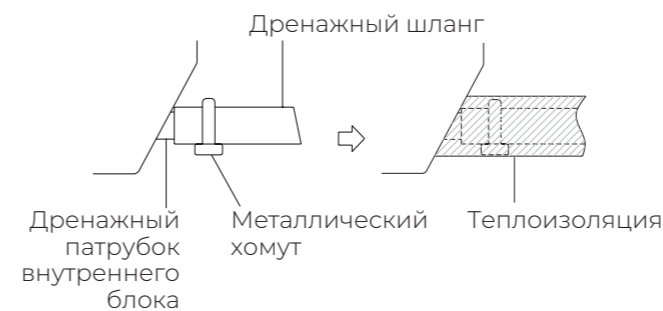 Дренажный шланг
Дренажный
патрубок
внутреннего
блока
Металлический
хомут
Теплоизоляция